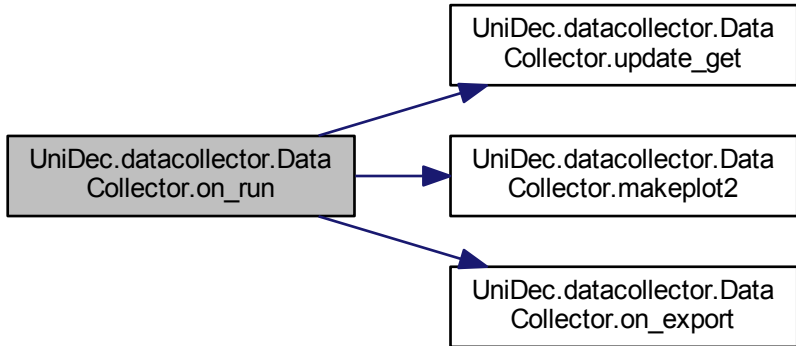 UniDec.datacollector.Data
Collector.update_get
UniDec.datacollector.Data
Collector.on_run
UniDec.datacollector.Data
Collector.makeplot2
UniDec.datacollector.Data
Collector.on_export